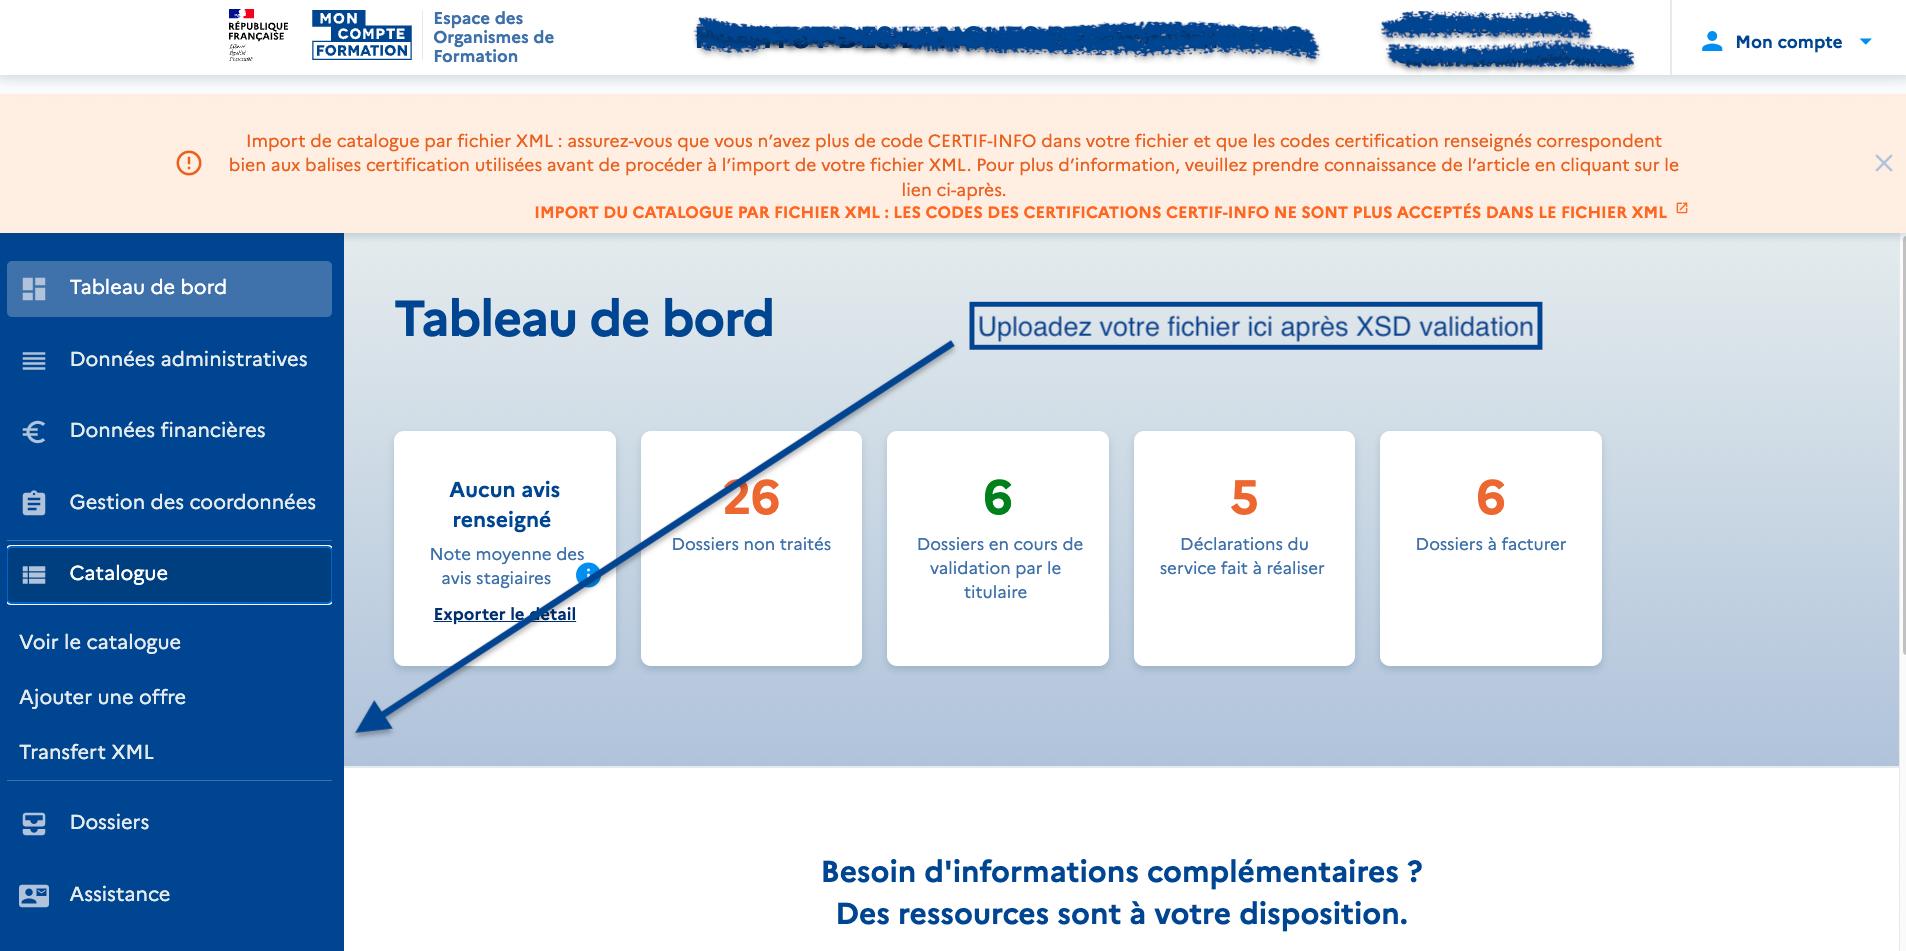 RÉPUBLIQUE
FRANÇAISE
Liberté
Égalité
Fraternité
MON
COMPTE
FORMATION
Espace des
Organismes de
Formation
Mon compte
Import de catalogue par fichier XML : assurez-vous que vous n’avez plus de code CERTIF-INFO dans votre fichier et que les codes certification renseignés correspondent
bien aux balises certification utilisées avant de procéder à l’import de votre fichier XML. Pour plus d’information, veuillez prendre connaissance de l’article en cliquant sur le
lien ci-après.
IMPORT DU CATALOGUE PAR FICHIER XML : LES CODES DES CERTIFICATIONS CERTIF-INFO NE SONT PLUS ACCEPTÉS DANS LE FICHIER XML
Tableau de bord
Données administratives
Données financières
Gestion des coordonnées
Catalogue
Voir le catalogue
Ajouter une offre
Transfert XML
Dossiers
Assistance
Tableau de bord
Uploadez votre fichier ici après XSD validation
Aucun avis
renseigné
Note moyenne des
avis stagiaires
Exporter le détail
26
Dossiers non traités
6
Dossiers en cours de
validation par le
titulaire
5
Déclarations du
service fait à réaliser
6
Dossiers à facturer
Besoin d'informations complémentaires ?
Des ressources sont à votre disposition.